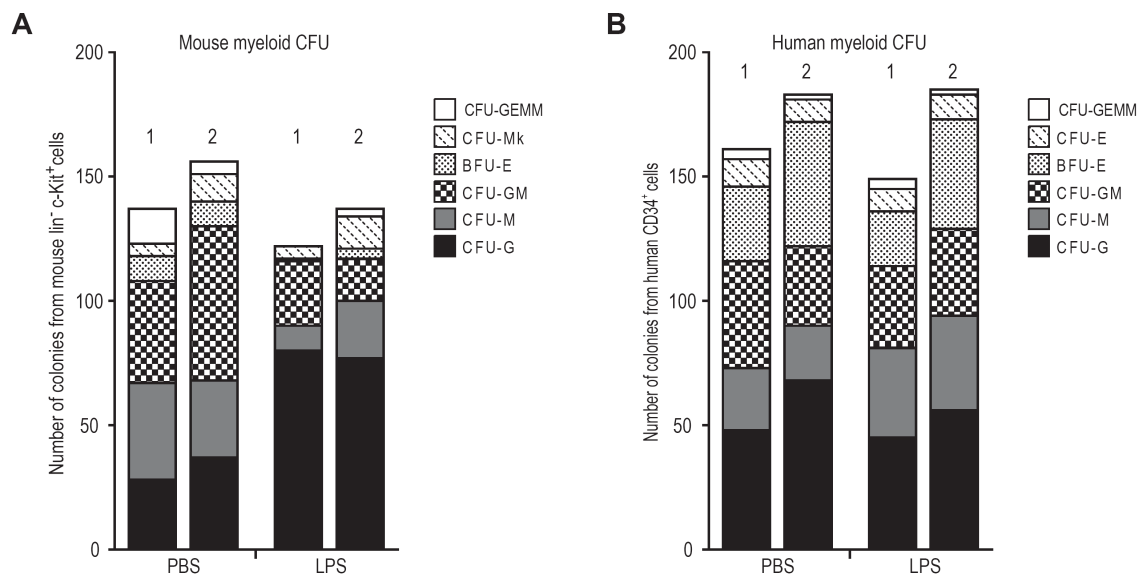 A
Mouse myeloid CFU
Number of colonies from mouse lin⁻ c-Kit⁺cells
200
150
100
50
0
1
2
1
2
PBS
LPS
CFU-GEMM
CFU-Mk
BFU-E
CFU-GM
CFU-M
CFU-G
B
Human myeloid CFU
Number of colonies from human CD34⁺ cells
200
150
100
50
0
1
2
1
2
PBS
LPS
CFU-GEMM
CFU-E
BFU-E
CFU-GM
CFU-M
CFU-G